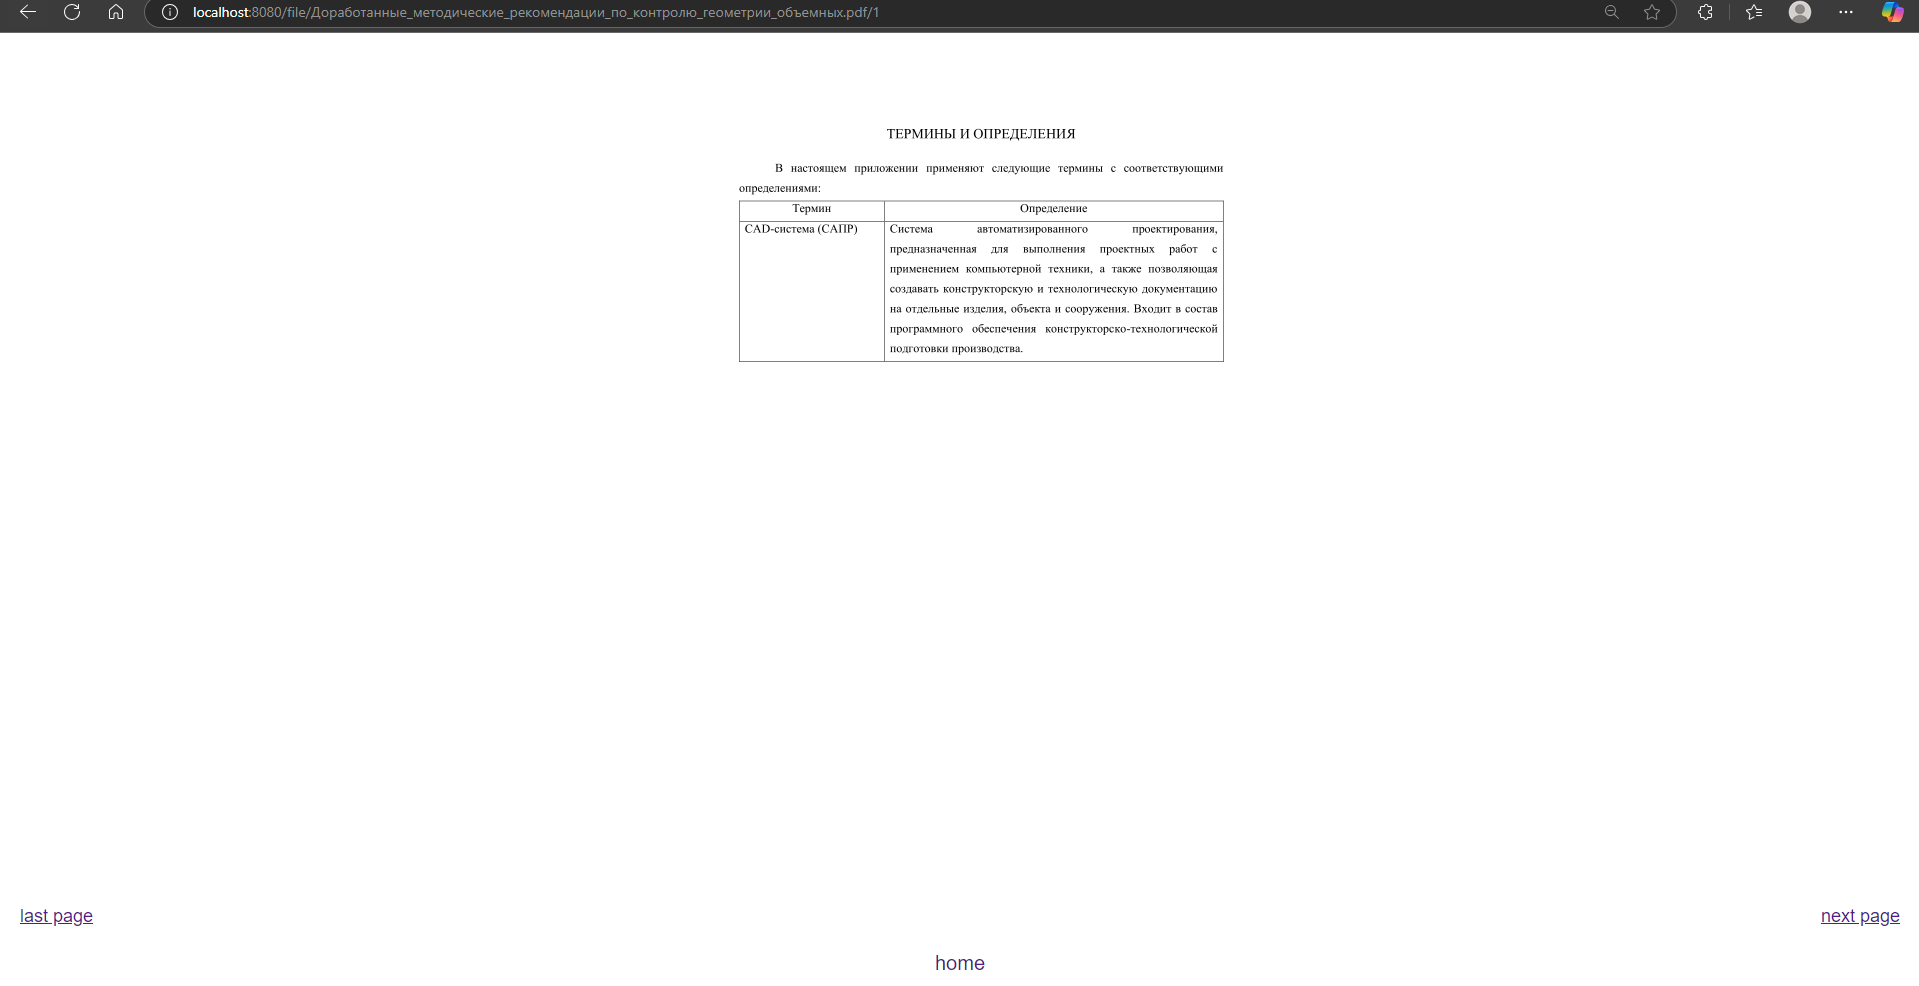 localhost:8080/file/Доработанные_методические_рекомендации_по_контролю_геометрии_объемных.pdf/1
ТЕРМИНЫ И ОПРЕДЕЛЕНИЯ
В настоящем приложении применяют следующие термины с соответствующими
определениями:
Термин
Определение
CAD-система (САПР)
Система автоматизированного проектирования,
предназначенная для выполнения проектных работ с
применением компьютерной техники, а также позволяющая
создавать конструкторскую и технологическую документацию
на отдельные изделия, объекта и сооружения. Входит в состав
программного обеспечения конструкторско-технологической
подготовки производства.
last page
next page
home